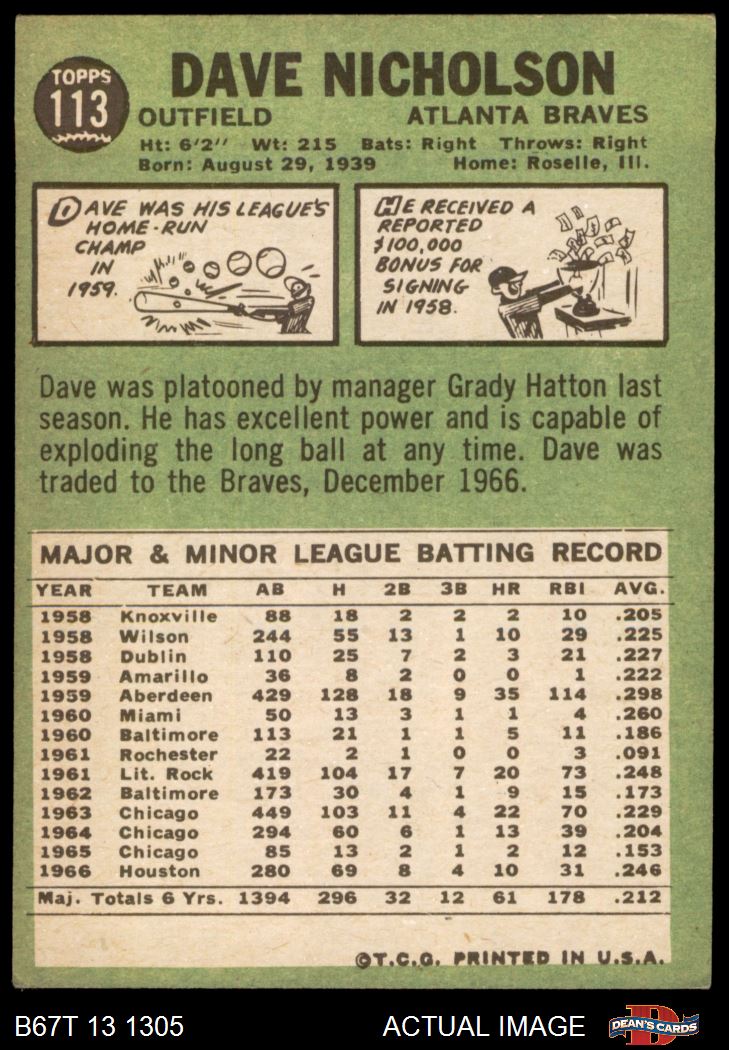 TOPPS
113
DAVE NICHOLSON
OUTFIELD ATLANTA BRAVES
Ht: 6'2" Wt: 215 Bats: Right Throws: Right
Born: August 29, 1939 Home: Roselle, Ill.
DAVE WAS HIS LEAGUE'S
HOME-RUN
CHAMP
IN
1959.
HE RECEIVED A
REPORTED
$100,000
BONUS FOR
SIGNING
IN 1958.
Dave was platooned by manager Grady Hatton last
season. He has excellent power and is capable of
exploding the long ball at any time. Dave was
traded to the Braves, December 1966.
MAJOR & MINOR LEAGUE BATTING RECORD
YEAR TEAM AB H 2B 3B HR RBI AVG.
1958 Knoxville 88 18 2 2 2 10 .205
1958 Wilson 244 55 13 1 10 29 .225
1958 Dublin 110 25 7 2 3 21 .227
1959 Amarillo 36 8 2 0 0 1 .222
1959 Aberdeen 429 128 18 9 35 114 .298
1960 Miami 50 13 3 1 1 4 .260
1960 Baltimore 113 21 1 1 5 11 .186
1961 Rochester 22 2 1 0 0 3 .091
1961 Lit. Rock 419 104 17 7 20 73 .248
1962 Baltimore 173 30 4 1 9 15 .173
1963 Chicago 449 103 11 4 22 70 .229
1964 Chicago 294 60 6 1 13 39 .204
1965 Chicago 85 13 2 1 2 12 .153
1966 Houston 280 69 8 4 10 31 .246
Maj. Totals 6 Yrs. 1394 296 32 12 61 178 .212
©T.C.G. PRINTED IN U.S.A.
B67T 13 1305 ACTUAL IMAGE DEAN'S CARDS